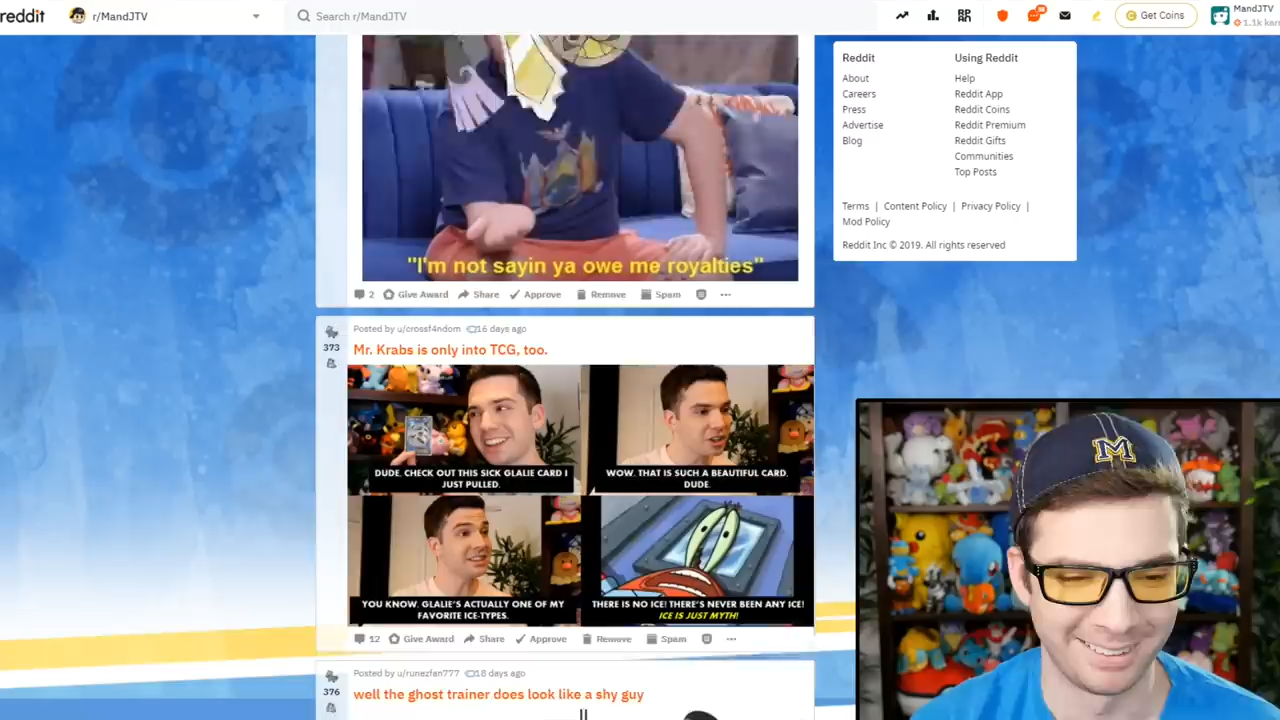 reddit
r/MandJTV
Search r/MandJTV
Get Coins
MandJTV
1.1k kar
"I'm not sayin ya owe me royalties"
2 Give Award Share Approve Remove Spam
Reddit
Using Reddit
About
Help
Careers
Reddit App
Press
Reddit Coins
Advertise
Reddit Premium
Blog
Reddit Gifts
Communities
Top Posts
Terms | Content Policy | Privacy Policy |
Mod Policy
Reddit Inc © 2019. All rights reserved
Posted by u/crossf4ndom 16 days ago
373
Mr. Krabs is only into TCG, too.
DUDE, CHECK OUT THIS SICK GLALIE CARD I
JUST PULLED.
WOW. THAT IS SUCH A BEAUTIFUL CARD,
DUDE.
YOU KNOW, GLALIE'S ACTUALLY ONE OF MY
FAVORITE ICE-TYPES.
THERE IS NO ICE! THERE'S NEVER BEEN ANY ICE!
ICE IS JUST MYTH!
12 Give Award Share Approve Remove Spam
Posted by u/runezfan777 18 days ago
376
well the ghost trainer does look like a shy guy
M